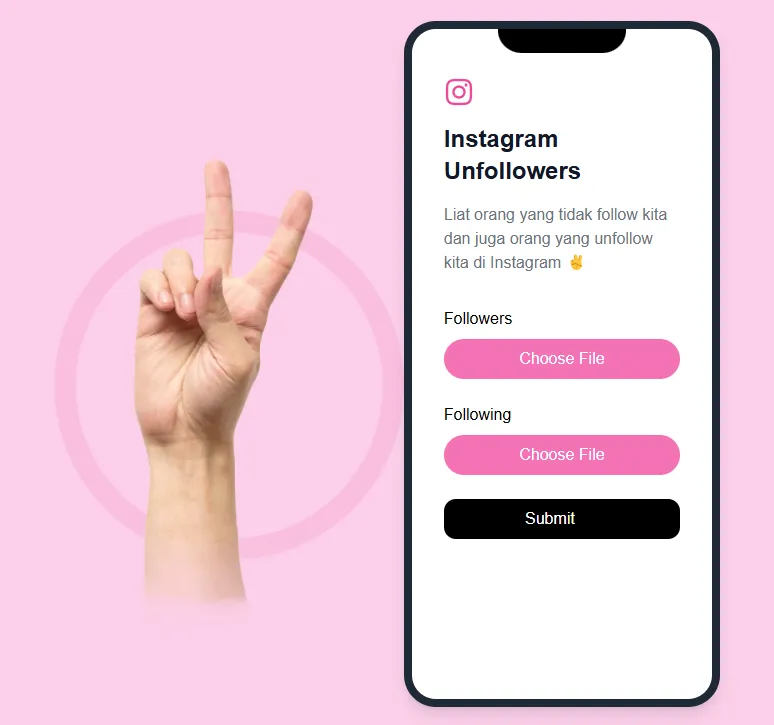 Instagram
Unfollowers
Liat orang yang tidak follow kita
dan juga orang yang unfollow
kita di Instagram ✌️
Followers
Choose File
Following
Choose File
Submit